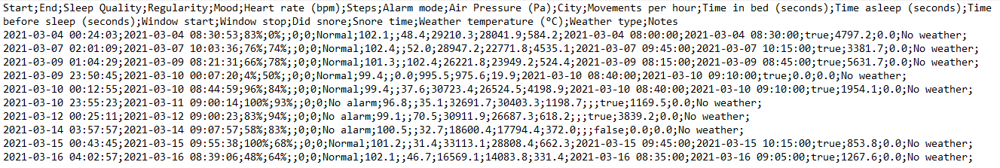 Start;End;Sleep Quality;Regularity;Mood;Heart rate (bpm);Steps;Alarm mode;Air Pressure (Pa);City;Movements per hour;Time in bed (seconds);Time asleep (seconds);Time
before sleep (seconds);Window start;Window stop;Did snore;Snore time;Weather temperature (°C);Weather type;Notes
2021-03-04 00:24:03;2021-03-04 08:30:53;83%;0%;;0;0;Normal;102.1;;48.4;29210.3;28041.9;584.2;2021-03-04 08:00:00;2021-03-04 08:30:00;true;4797.2;0.0;No weather;
2021-03-07 02:01:09;2021-03-07 10:03:36;76%;74%;;0;0;Normal;102.4;;52.0;28947.2;22771.8;4535.1;2021-03-07 09:45:00;2021-03-07 10:15:00;true;3381.7;0.0;No weather;
2021-03-09 01:04:29;2021-03-09 08:21:31;66%;78%;;0;0;Normal;101.3;;102.4;26221.8;23949.2;524.4;2021-03-09 08:15:00;2021-03-09 08:45:00;true;5631.7;0.0;No weather;
2021-03-09 23:50:45;2021-03-10 00:07:20;4%;50%;;0;0;Normal;99.4;;0.0;995.5;975.6;19.9;2021-03-10 08:40:00;2021-03-10 09:10:00;true;0.0;0.0;No weather;
2021-03-10 00:12:55;2021-03-10 08:44:59;96%;84%;;0;0;Normal;99.4;;37.6;30723.4;26524.5;4198.9;2021-03-10 08:40:00;2021-03-10 09:10:00;true;1954.1;0.0;No weather;
2021-03-10 23:55:23;2021-03-11 09:00:14;100%;93%;;0;0;No alarm;96.8;;35.1;32691.7;30403.3;1198.7;;;true;1169.5;0.0;No weather;
2021-03-12 00:25:11;2021-03-12 09:00:23;83%;94%;;0;0;No alarm;99.1;;70.5;30911.9;26687.3;618.2;;;true;3839.2;0.0;No weather;
2021-03-14 03:57:57;2021-03-14 09:07:57;58%;83%;;0;0;No alarm;100.5;;32.7;18600.4;17794.4;372.0;;;false;0.0;0.0;No weather;
2021-03-15 00:43:45;2021-03-15 09:55:38;100%;68%;;0;0;Normal;101.2;;31.4;33113.1;28808.4;662.3;2021-03-15 09:45:00;2021-03-15 10:15:00;true;853.8;0.0;No weather;
2021-03-16 04:02:57;2021-03-16 08:39:06;48%;64%;;0;0;Normal;102.1;;46.7;16569.1;14083.8;331.4;2021-03-16 08:35:00;2021-03-16 09:05:00;true;1267.6;0.0;No weather;